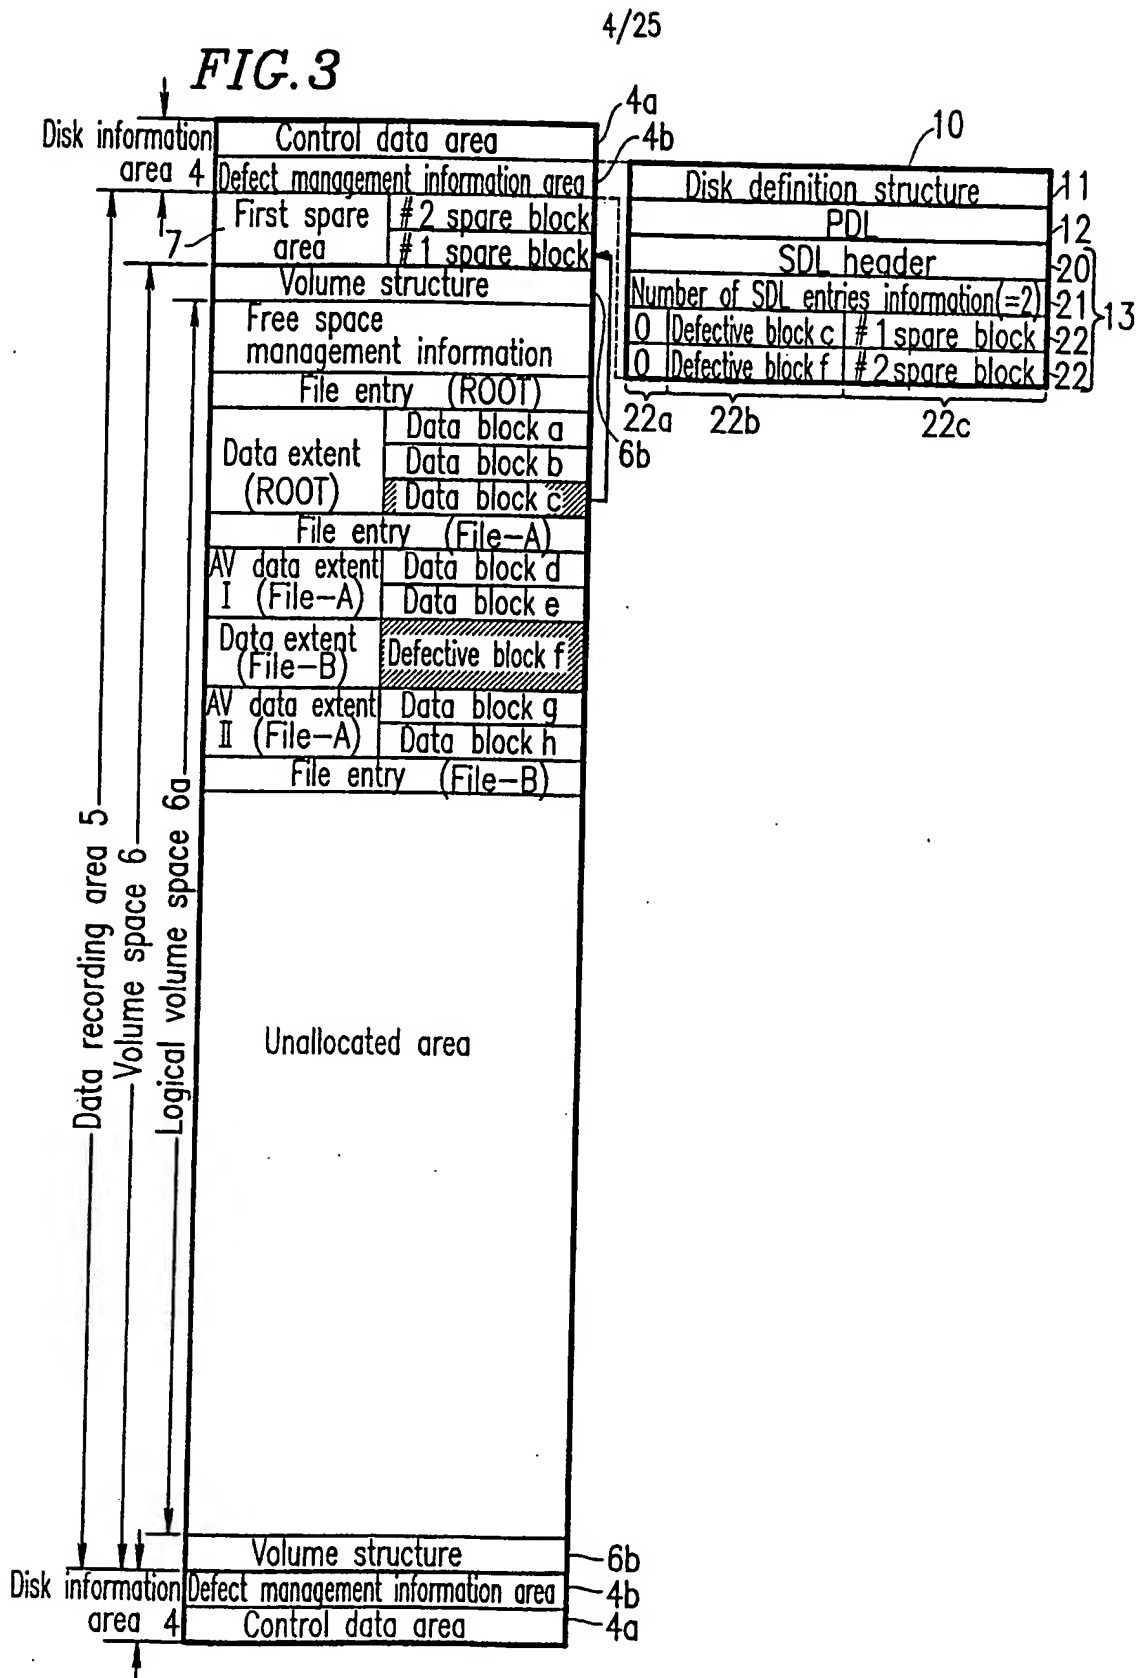 4/25
FIG.3
Disk information area 4
Control data area
4a
Defect management information area
4b
7
First spare area
#2 spare block
#1 spare block
Volume structure
6b
Free space management information
File entry (ROOT)
Data extent (ROOT)
Data block a
Data block b
Data block c
File entry (File-A)
AV data extent I (File-A)
Data block d
Data block e
Data extent (File-B)
Defective block f
AV data extent II (File-A)
Data block g
Data block h
File entry (File-B)
Data recording area 5
Volume space 6
Logical volume space 6a
Unallocated area
Volume structure
6b
Disk information area 4
Defect management information area
4b
Control data area
4a
10
Disk definition structure
11
PDL
12
SDL header
20
Number of SDL entries information(=2)
21
13
0 Defective block c #1 spare block
22
0 Defective block f #2 spare block
22
22a 22b 22c